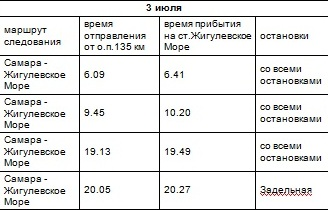 3 июля
маршрут следования
время отправления от о.п.135 км
время прибытия на ст.Жигулевское Море
остановки
Самара - Жигулевское Море
6.09
6.41
со всеми остановками
Самара - Жигулевское Море
9.45
10.20
со всеми остановками
Самара - Жигулевское Море
19.13
19.49
со всеми остановками
Самара - Жигулевское Море
20.05
20.27
Задельная